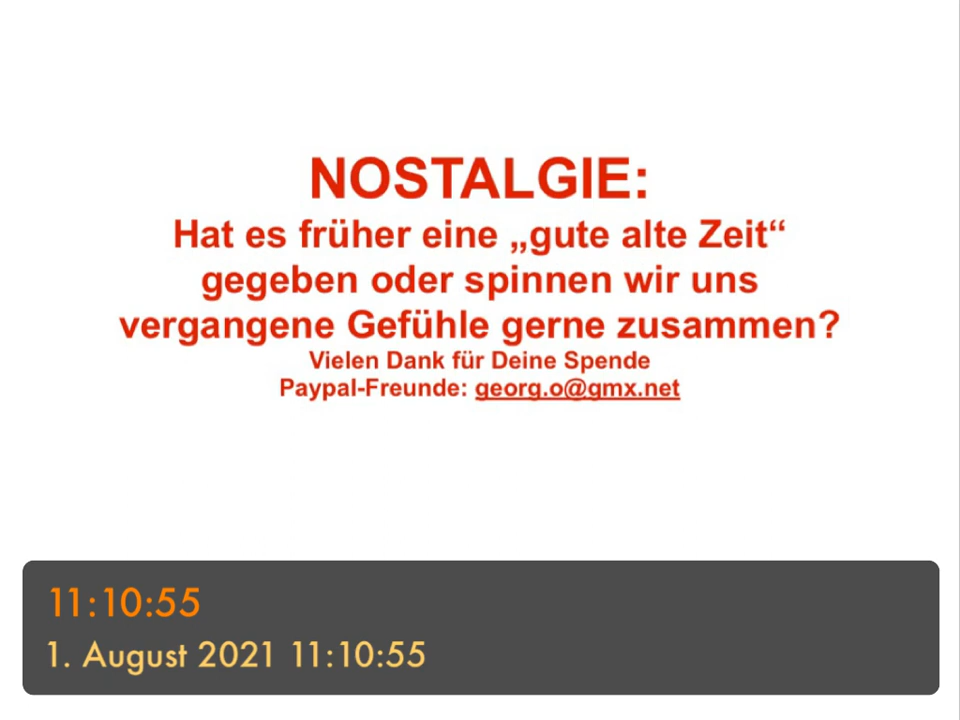 NOSTALGIE:
Hat es früher eine „gute alte Zeit“
gegeben oder spinnen wir uns
vergangene Gefühle gerne zusammen?
Vielen Dank für Deine Spende
Paypal-Freunde: georg.o@gmx.net
11:10:55
1. August 2021 11:10:55